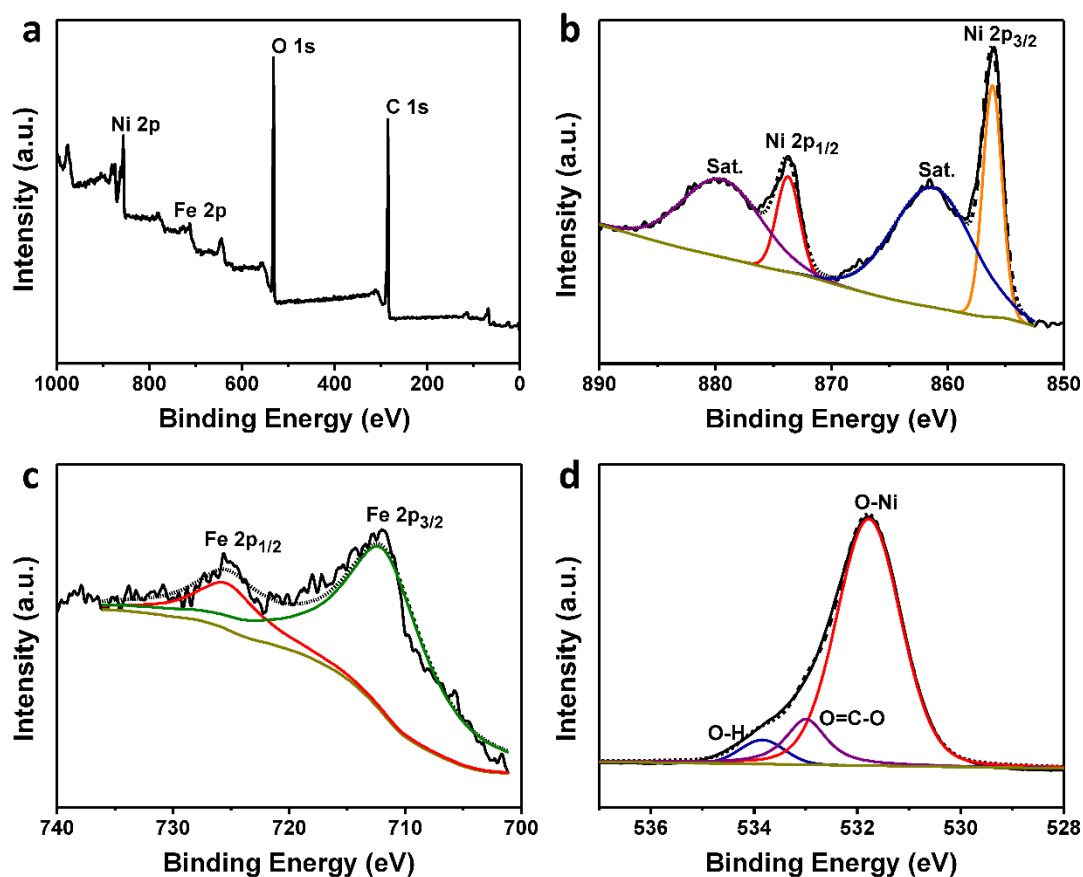 a
O 1s
C 1s
Ni 2p
Fe 2p
Intensity (a.u.)
1000 800 600 400 200 0
Binding Energy (eV)
b
Ni 2p3/2
Ni 2p1/2
Sat.
Sat.
Intensity (a.u.)
890 880 870 860 850
Binding Energy (eV)
c
Fe 2p3/2
Fe 2p1/2
Intensity (a.u.)
740 730 720 710 700
Binding Energy (eV)
d
O-Ni
O=C-O
O-H
Intensity (a.u.)
536 534 532 530 528
Binding Energy (eV)